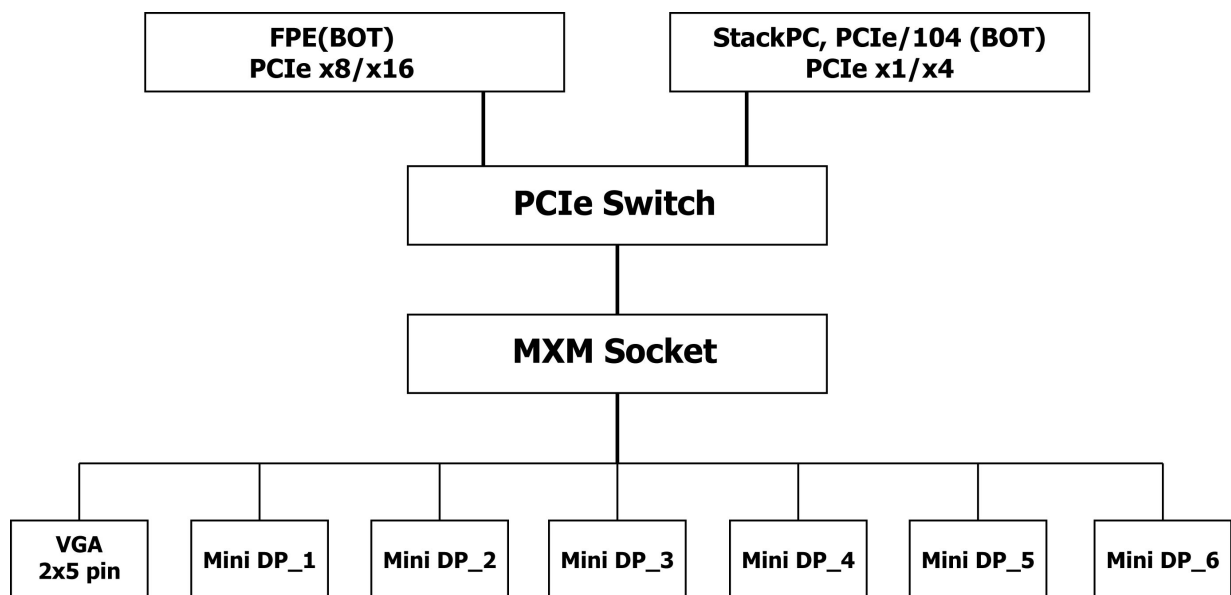 FPE(BOT)
PCIe x8/x16
StackPC, PCIe/104 (BOT)
PCIe x1/x4
PCIe Switch
MXM Socket
VGA
2x5 pin
Mini DP_1
Mini DP_2
Mini DP_3
Mini DP_4
Mini DP_5
Mini DP_6